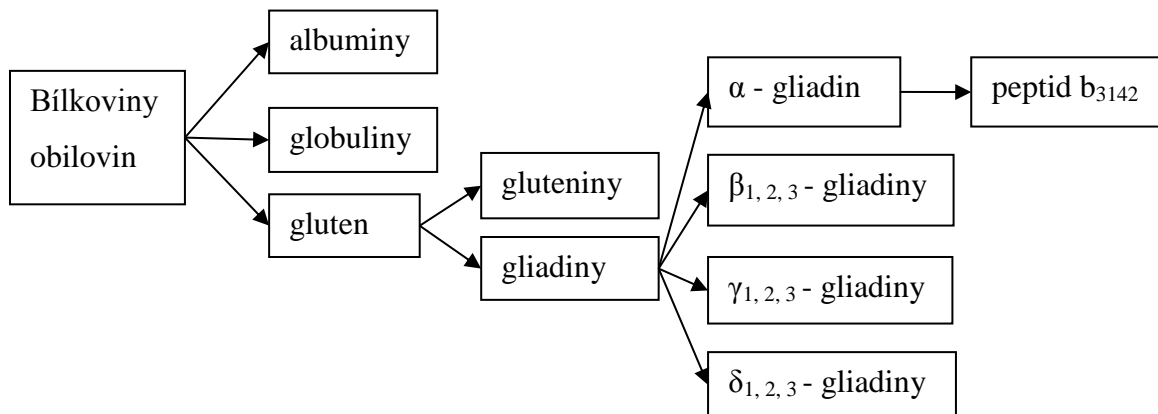 Bílkoviny
obilovin
albuminy
globuliny
gluten
gluteniny
gliadiny
α - gliadin
peptid b₃₁₄₂
β₁, ₂, ₃ - gliadiny
γ₁, ₂, ₃ - gliadiny
δ₁, ₂, ₃ - gliadiny